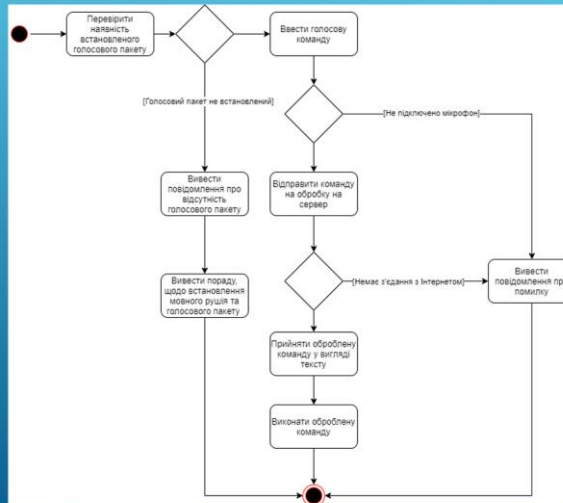 Перевірити
наявність
встановленого
голосового пакету
Ввести голосову
команду
[Голосовий пакет не встановлений]
[Не підключено мікрофон]
Вивести
повідомлення про
відсутність
голосового пакету
Відправити команду
на обробку на
сервер
Вивести пораду,
щодо встановлення
мовного рушія та
голосового пакету
[Немає з'єдання з Інтернетом]
Вивести
повідомлення про
помилку
Прийняти оброблену
команду у вигляді
тексту
Виконати оброблену
команду